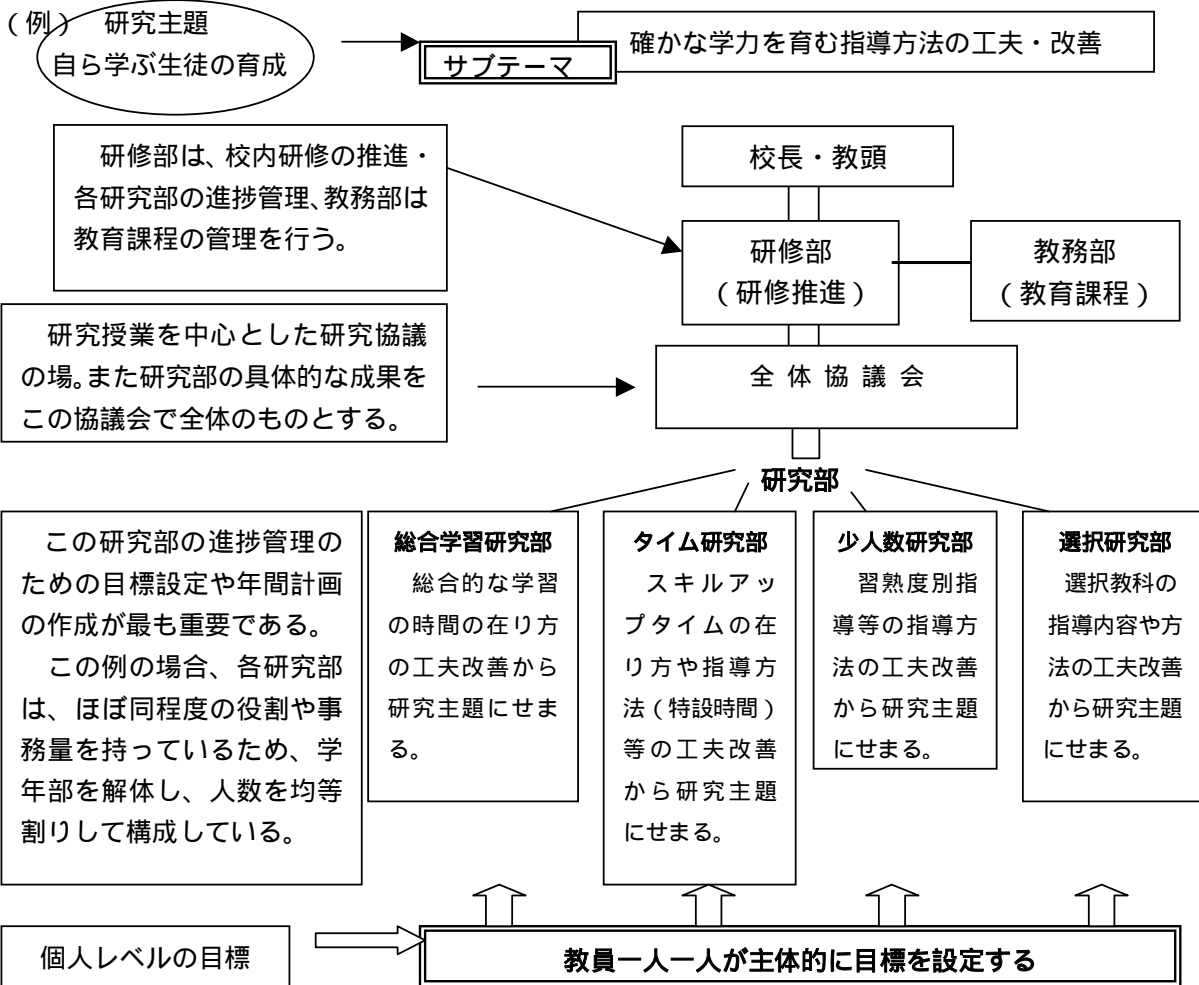 （例） 研究主題
自ら学ぶ生徒の育成
サブテーマ
確かな学力を育む指導方法の工夫・改善
研修部は、校内研修の推進・
各研究部の進捗管理、教務部は
教育課程の管理を行う。
校長・教頭
研修部
（研修推進）
教務部
（教育課程）
研究授業を中心とした研究協議
の場。また研究部の具体的な成果を
この協議会で全体のものとする。
全体協議会
研究部
この研究部の進捗管理の
ための目標設定や年間計画
の作成が最も重要である。
この例の場合、各研究部
は、ほぼ同程度の役割や事
務量を持っているため、学
年部を解体し、人数を均等
割りして構成している。
総合学習研究部
総合的な学習
の時間の在り方
の工夫改善から
研究主題にせま
る。
タイム研究部
スキルアッ
プタイムの在
り方や指導方
法（特設時間）
等の工夫改善
から研究主題
にせまる。
少人数研究部
習熟度別指
導等の指導方
法の工夫改善
から研究主題
にせまる。
選択研究部
選択教科の
指導内容や方
法の工夫改善
から研究主題
にせまる。
個人レベルの目標
教員一人一人が主体的に目標を設定する